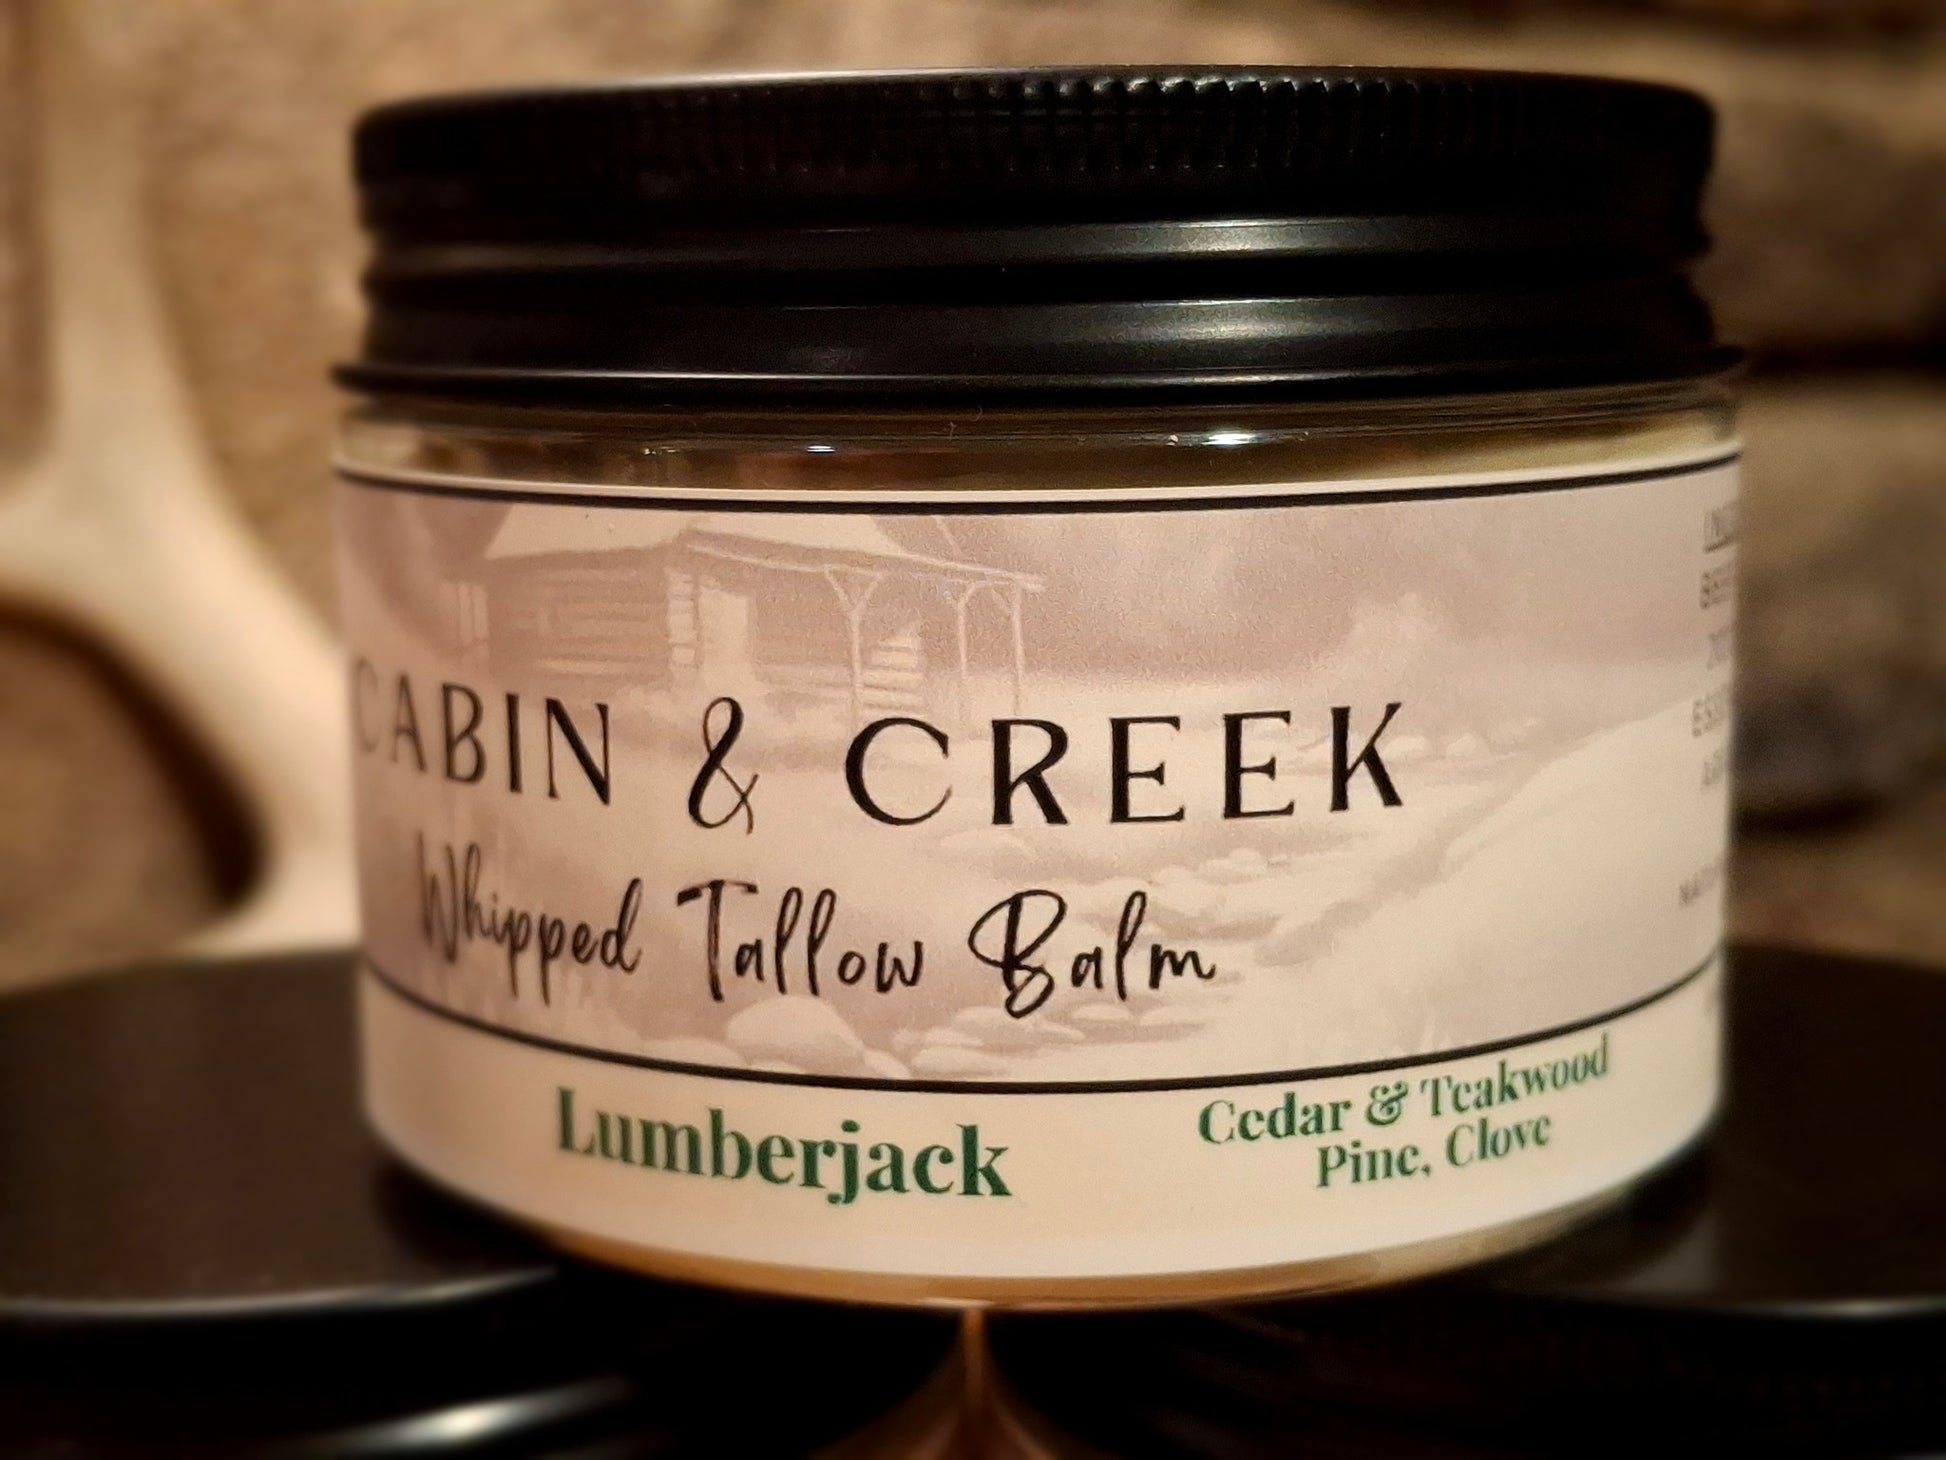 CABIN & CREEK
Whipped Tallow Balm
Lumberjack
Cedar & Teakwood
Pine, Clove